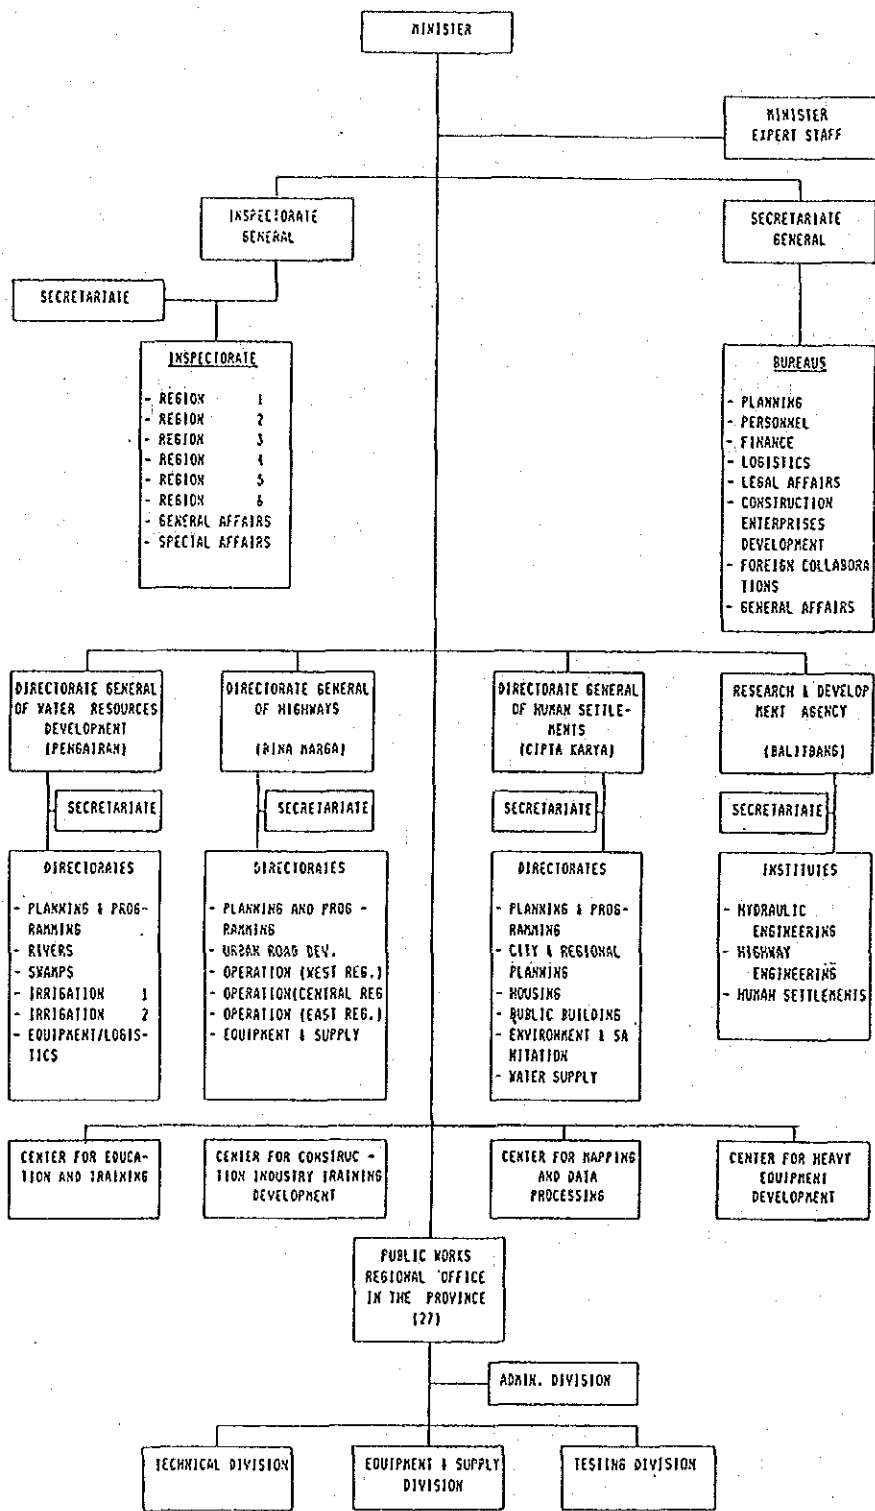 MINISTER
MINISTER
EXPERT STAFF
INSPECTORATE
GENERAL
SECRETARIATE
GENERAL
SECRETARIATE
INSPECTORATE
- REGION 1
- REGION 2
- REGION 3
- REGION 4
- REGION 5
- REGION 6
- GENERAL AFFAIRS
- SPECIAL AFFAIRS
BUREAUS
- PLANNING
- PERSONNEL
- FINANCE
- LOGISTICS
- LEGAL AFFAIRS
- CONSTRUCTION
ENTERPRISES
DEVELOPMENT
- FOREIGN COLLABORA
TIONS
- GENERAL AFFAIRS
DIRECTORATE GENERAL
OF WATER RESOURCES
DEVELOPMENT
(PENGAIRAN)
DIRECTORATE GENERAL
OF HIGHWAYS
(BINA MARGA)
DIRECTORATE GENERAL
OF HUMAN SETTLE-
MENTS
(CIPTA KARYA)
RESEARCH & DEVELOP
MENT AGENCY
(BALITBANG)
SECRETARIATE
SECRETARIATE
SECRETARIATE
SECRETARIATE
DIRECTORATES
- PLANNING & PROG-
RAMMING
- RIVERS
- SWAMPS
- IRRIGATION 1
- IRRIGATION 2
- EQUIPMENT/LOGIS-
TICS
DIRECTORATES
- PLANNING AND PROG -
RAMMING
- URBAN ROAD DEV.
- OPERATION (WEST REG.)
- OPERATION(CENTRAL REG
- OPERATION (EAST REG.)
- EQUIPMENT & SUPPLY
DIRECTORATES
- PLANNING & PROG-
RAMMING
- CITY & REGIONAL
PLANNING
- HOUSING
- PUBLIC BUILDING
- ENVIRONMENT & SA
NITATION
- WATER SUPPLY
INSTITUTES
- HYDRAULIC
ENGINEERING
- HIGHWAY
ENGINEERING
- HUMAN SETTLEMENTS
CENTER FOR EDUCA-
TION AND TRAINING
CENTER FOR CONSTRUC -
TION INDUSTRY TRAINING
DEVELOPMENT
CENTER FOR MAPPING
AND DATA
PROCESSING
CENTER FOR HEAVY
EQUIPMENT
DEVELOPMENT
PUBLIC WORKS
REGIONAL OFFICE
IN THE PROVINCE
(27)
ADMIN. DIVISION
TECHNICAL DIVISION
EQUIPMENT & SUPPLY
DIVISION
TESTING DIVISION